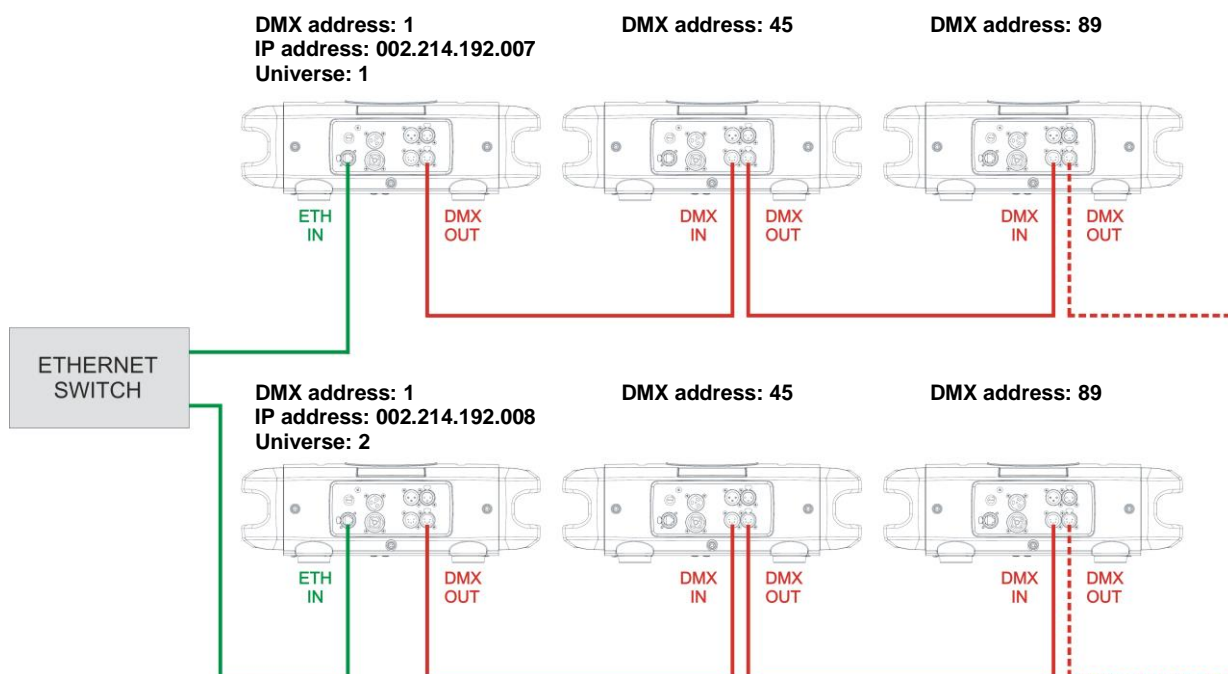 DMX address: 1
IP address: 002.214.192.007
Universe: 1
DMX address: 45
DMX address: 89
ETH
IN
DMX
OUT
DMX
IN
DMX
OUT
DMX
IN
DMX
OUT
ETHERNET
SWITCH
DMX address: 1
IP address: 002.214.192.008
Universe: 2
DMX address: 45
DMX address: 89
ETH
IN
DMX
OUT
DMX
IN
DMX
OUT
DMX
IN
DMX
OUT